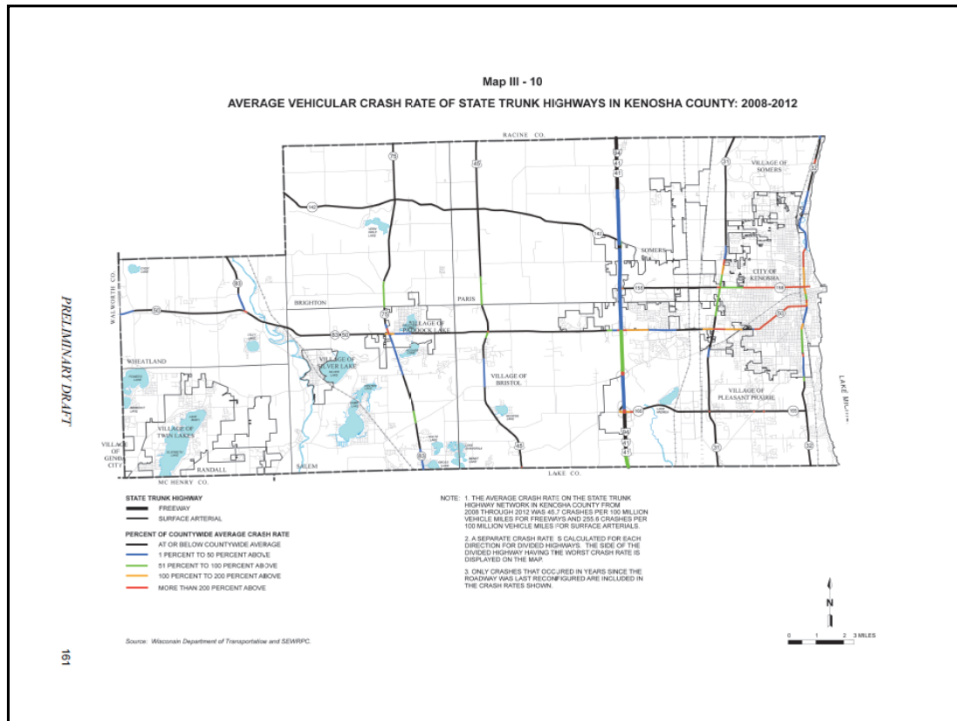 Map III - 10
AVERAGE VEHICULAR CRASH RATE OF STATE TRUNK HIGHWAYS IN KENOSHA COUNTY: 2008-2012
RACINE CO.
VILLAGE OF
SOMERS
WALWORTH CO.
SOMERS
CITY OF
KENOSHA
BRIGHTON
PARIS
VILLAGE OF
PADDOCK LAKE
WHEATLAND
VILLAGE OF
SILVER LAKE
VILLAGE OF
BRISTOL
VILLAGE OF
PLEASANT PRAIRIE
VILLAGE OF
TWIN LAKES
VILLAGE
OF
GENOA
CITY
RANDALL
SALEM
MC HENRY CO.
LAKE CO.
PRELIMINARY DRAFT
STATE TRUNK HIGHWAY
FREEWAY
SURFACE ARTERIAL
PERCENT OF COUNTYWIDE AVERAGE CRASH RATE
AT OR BELOW COUNTYWIDE AVERAGE
1 PERCENT TO 50 PERCENT ABOVE
51 PERCENT TO 100 PERCENT ABOVE
100 PERCENT TO 200 PERCENT ABOVE
MORE THAN 200 PERCENT ABOVE
NOTE: 1. THE AVERAGE CRASH RATE ON THE STATE TRUNK
HIGHWAY NETWORK IN KENOSHA COUNTY FROM
2008 THROUGH 2012 WAS 45.7 CRASHES PER 100 MILLION
VEHICLE MILES FOR FREEWAYS AND 255.6 CRASHES PER
100 MILLION VEHICLE MILES FOR SURFACE ARTERIALS.
2. A SEPARATE CRASH RATE IS CALCULATED FOR EACH
DIRECTION FOR DIVIDED HIGHWAYS. THE SIDE OF THE
DIVIDED HIGHWAY HAVING THE WORST CRASH RATE IS
DISPLAYED ON THE MAP.
3. ONLY CRASHES THAT OCCURED IN YEARS SINCE THE
ROADWAY WAS LAST RECONFIGURED ARE INCLUDED IN
THE CRASH RATES SHOWN.
N
0 1 2 3 MILES
Source: Wisconsin Department of Transportation and SEWRPC.
161